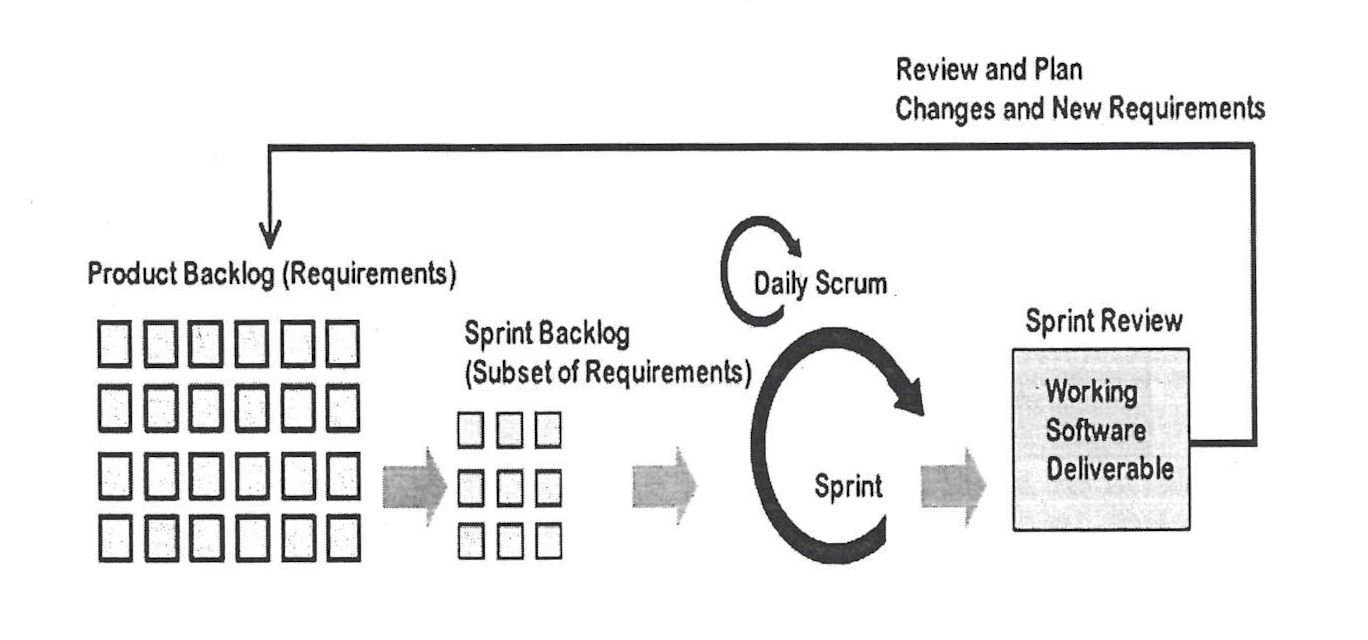 Review and Plan
Changes and New Requirements
Product Backlog (Requirements)
Daily Scrum
Sprint Backlog
(Subset of Requirements)
Sprint Review
Working
Software
Deliverable
Sprint